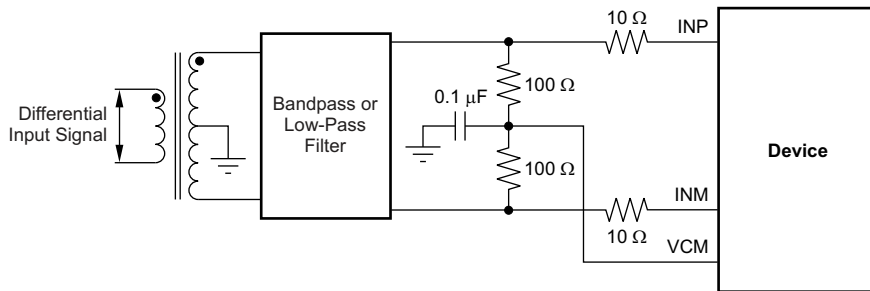 Differential
Input Signal
Bandpass or
Low-Pass
Filter
0.1 μF
100 Ω
100 Ω
10 Ω
INP
10 Ω
INM
VCM
Device